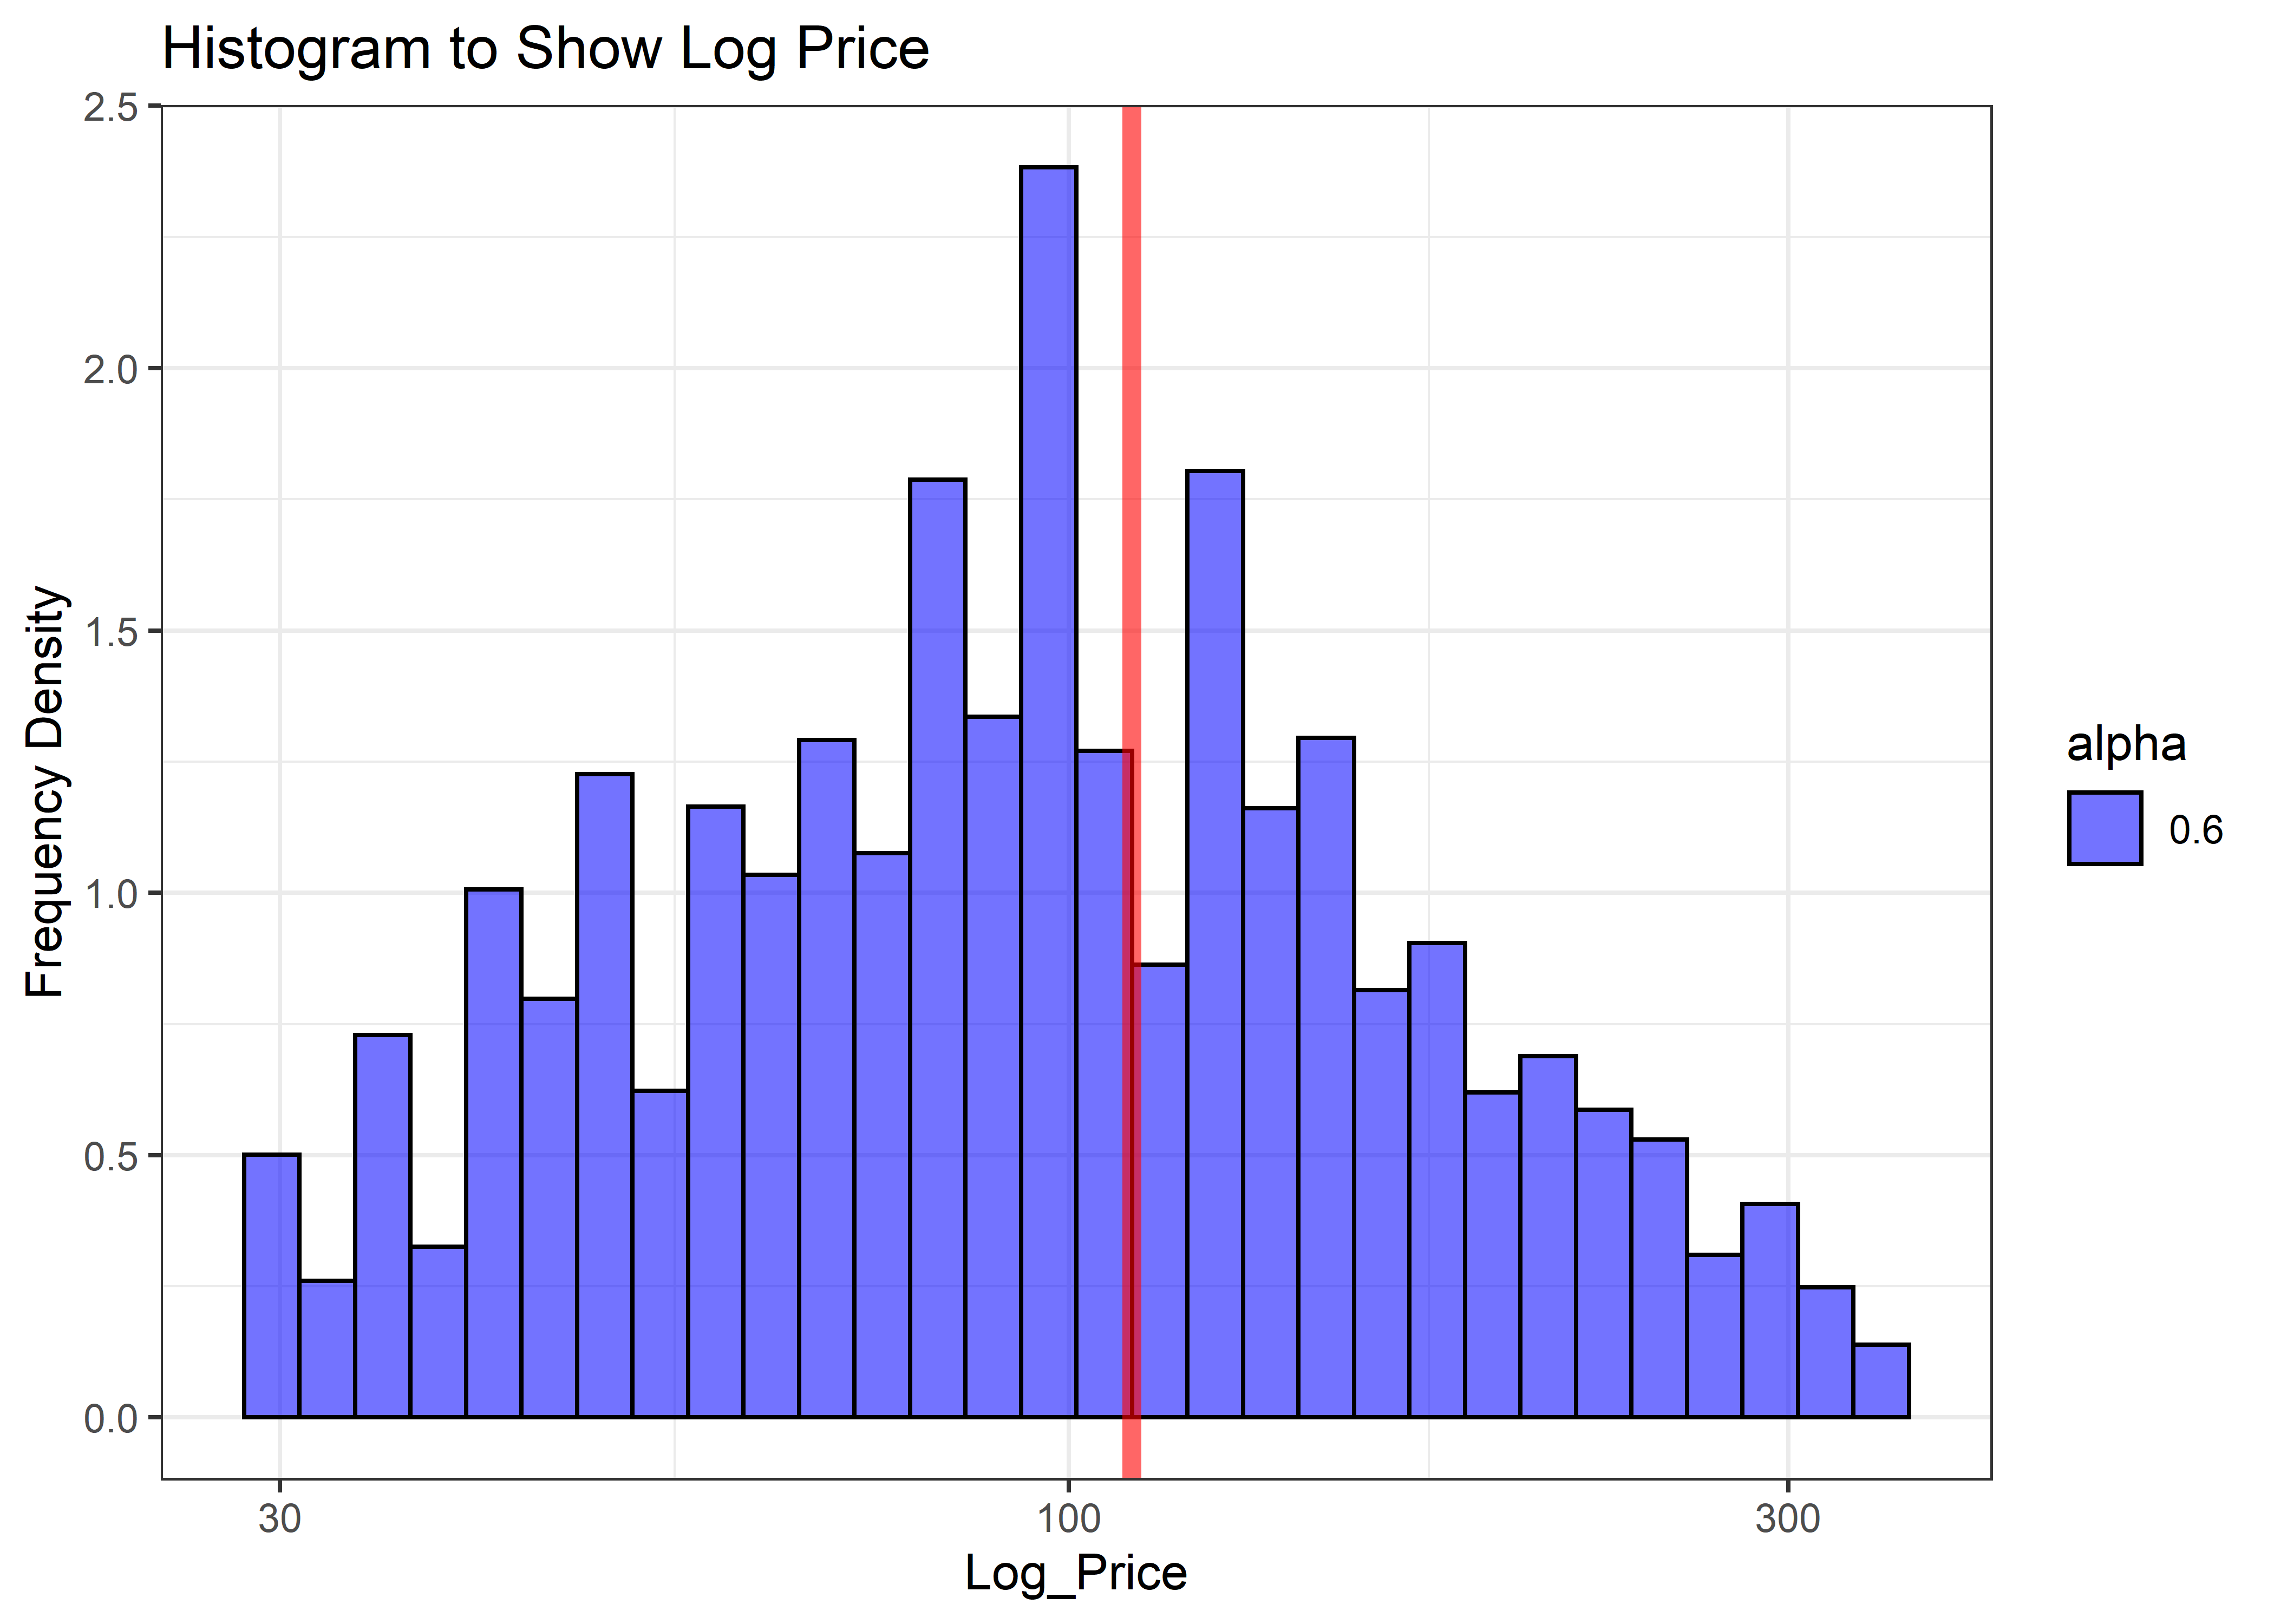 Histogram to Show Log Price
2.5
2.0
1.5
1.0
0.5
0.0
Frequency Density
30 100 300
Log_Price
alpha
0.6